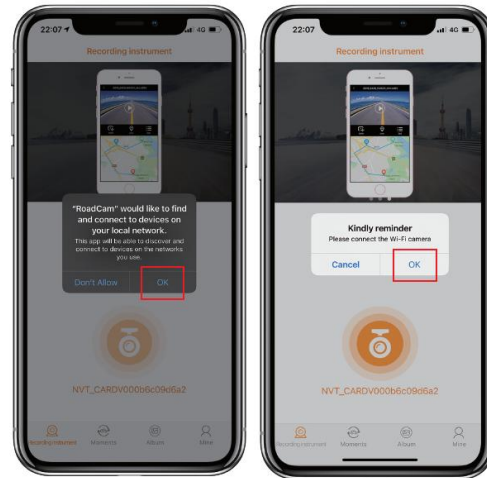 22:07
4G
Recording instrument
"RoadCam" would like to find
and connect to devices on
your local network.
This app will be able to discover and
connect to devices on the networks
you use.
Don't Allow
OK
NVT_CARDV000b6c09d6a2
Recording instrument
Moments
Album
Mine
22:07
4G
Recording instrument
Kindly reminder
Please connect the Wi-Fi camera
Cancel
OK
NVT_CARDV000b6c09d6a2
Recording instrument
Moments
Album
Mine